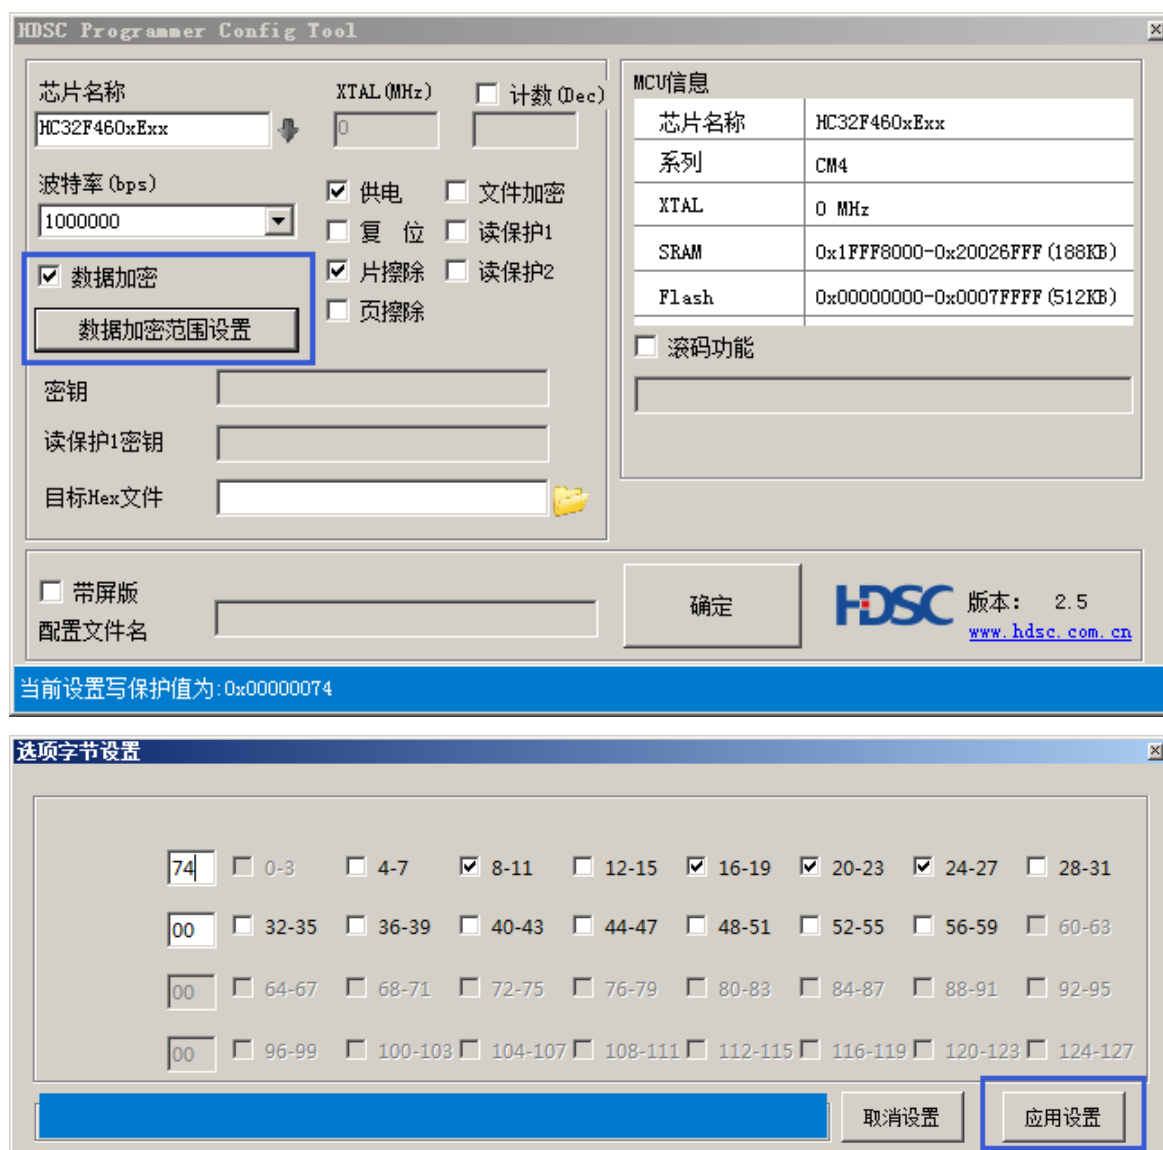 HDSC Programmer Config Tool
芯片名称
XTAL(MHz)
计数(Dec)
HC32F460xExx
0
波特率(bps)
1000000
供电
文件加密
复 位
读保护1
片擦除
读保护2
页擦除
数据加密
数据加密范围设置
密钥
读保护1密钥
目标Hex文件
MCU信息
芯片名称 HC32F460xExx
系列 CM4
XTAL 0 MHz
SRAM 0x1FFF8000-0x20026FFF(188KB)
Flash 0x00000000-0x0007FFFF(512KB)
滚码功能
带屏版
配置文件名
确定
HDSC
版本: 2.5
www.hdsc.com.cn
当前设置写保护值为:0x00000074
选项字节设置
74 0-3 4-7 8-11 12-15 16-19 20-23 24-27 28-31
00 32-35 36-39 40-43 44-47 48-51 52-55 56-59 60-63
00 64-67 68-71 72-75 76-79 80-83 84-87 88-91 92-95
00 96-99 100-103 104-107 108-111 112-115 116-119 120-123 124-127
取消设置
应用设置